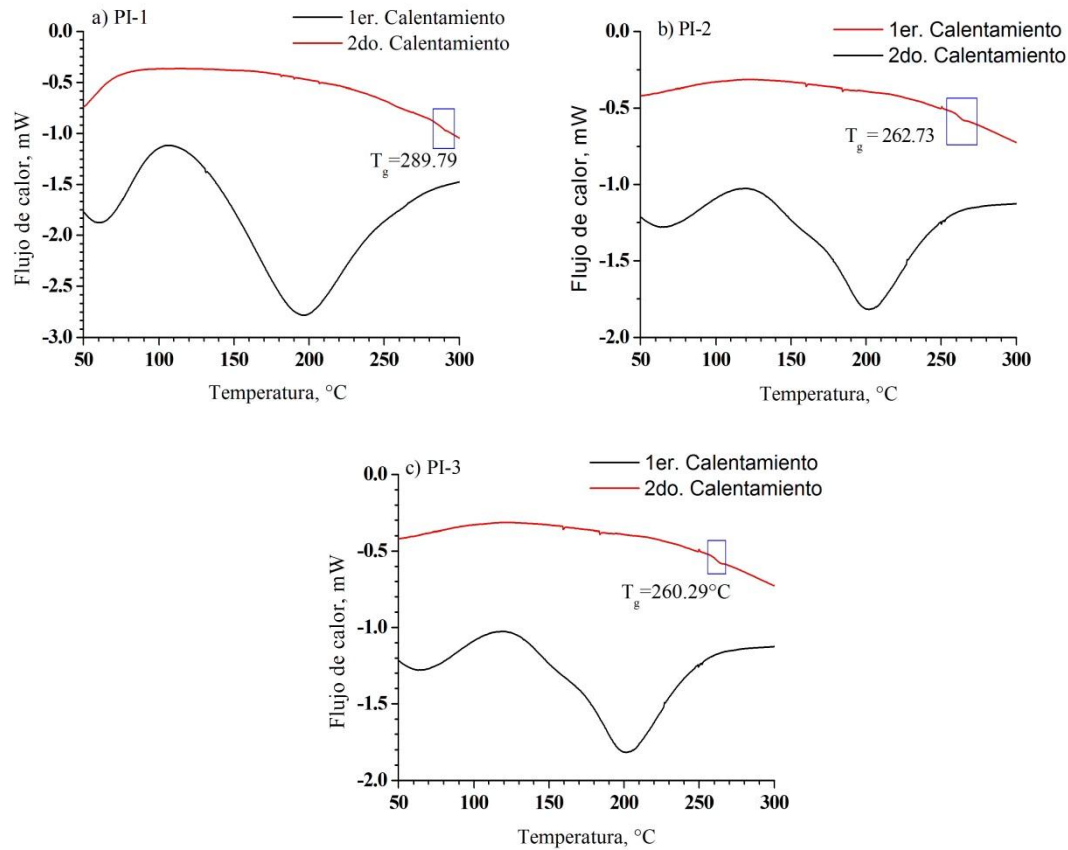 a) PI-1
1er. Calentamiento
2do. Calentamiento
0.0
-0.5
-1.0
-1.5
-2.0
-2.5
-3.0
Flujo de calor, mW
T_g=289.79
50 100 150 200 250 300
Temperatura, °C
b) PI-2
1er. Calentamiento
2do. Calentamiento
0.0
-0.5
-1.0
-1.5
-2.0
Flujo de calor, mW
T_g = 262.73
50 100 150 200 250 300
Temperatura, °C
c) PI-3
1er. Calentamiento
2do. Calentamiento
0.0
-0.5
-1.0
-1.5
-2.0
Flujo de calor, mW
T_g=260.29°C
50 100 150 200 250 300
Temperatura, °C